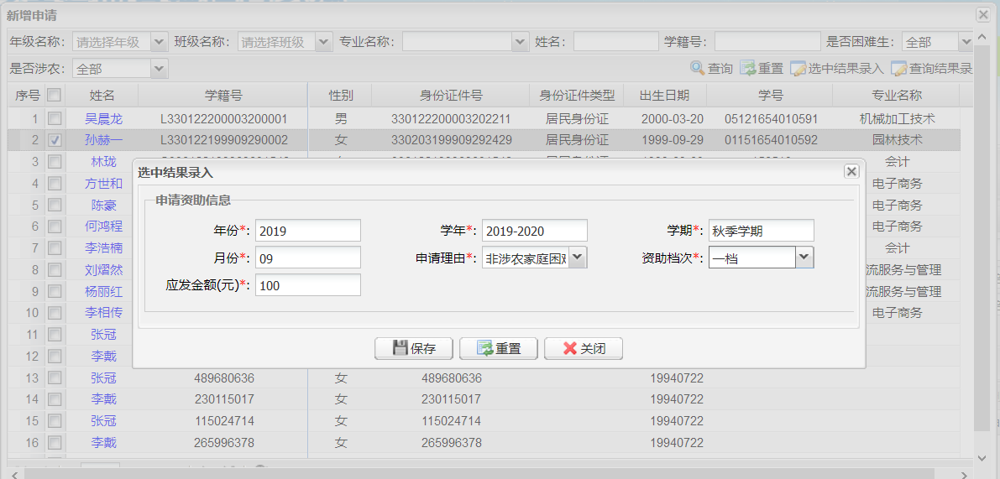 新增申请
年级名称: 请选择年级 班级名称: 请选择班级 专业名称: 姓名: 学籍号: 是否困难生: 全部
是否涉农: 全部 查询 重置 选中结果录入 查询结果录
序号 姓名 学籍号 性别 身份证件号 身份证件类型 出生日期 学号 专业名称
1 吴晨龙 L330122200003200001 男 330122200003202211 居民身份证 2000-03-20 05121654010591 机械加工技术
2 孙赫一 L330122199909290002 女 330203199909292429 居民身份证 1999-09-29 01151654010592 园林技术
3 林珑 会计
选中结果录入
4 方世和 电子商务
申请资助信息
5 陈豪 电子商务
6 何鸿程 电子商务
年份*: 2019 学年*: 2019-2020 学期*: 秋季学期
7 李浩楠 会计
月份*: 09 申请理由*: 非涉农家庭困 资助档次*: 一档
8 刘熠然 流服务与管理
应发金额(元)*: 100
9 杨丽红 流服务与管理
10 李相传 电子商务
11 张冠
保存 重置 关闭
12 李戴
13 张冠 489680636 女 489680636 19940722
14 李戴 230115017 女 230115017 19940722
15 张冠 115024714 女 115024714 19940722
16 李戴 265996378 女 265996378 19940722